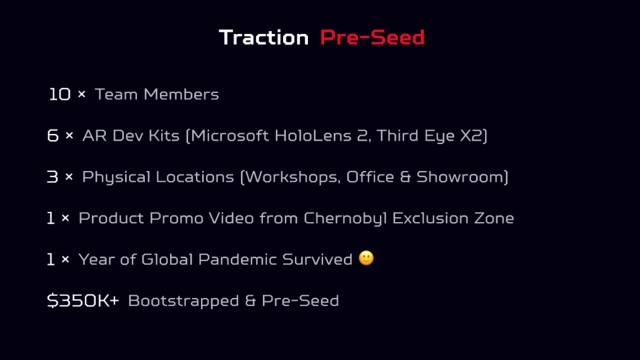 Traction Pre-Seed
10 × Team Members
6 × AR Dev Kits (Microsoft HoloLens 2, Third Eye X2)
3 × Physical Locations (Workshops, Office & Showroom)
1 × Product Promo Video from Chernobyl Exclusion Zone
1 × Year of Global Pandemic Survived 🙂
$350K+ Bootstrapped & Pre-Seed